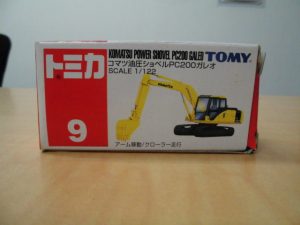 トミカ
KOMATSU POWER SHOVEL PC200 GALEO TOMY
コマツ油圧ショベルPC200ガレオ
SCALE 1/122
KOMATSU
9
アーム稼動/クローラー走行